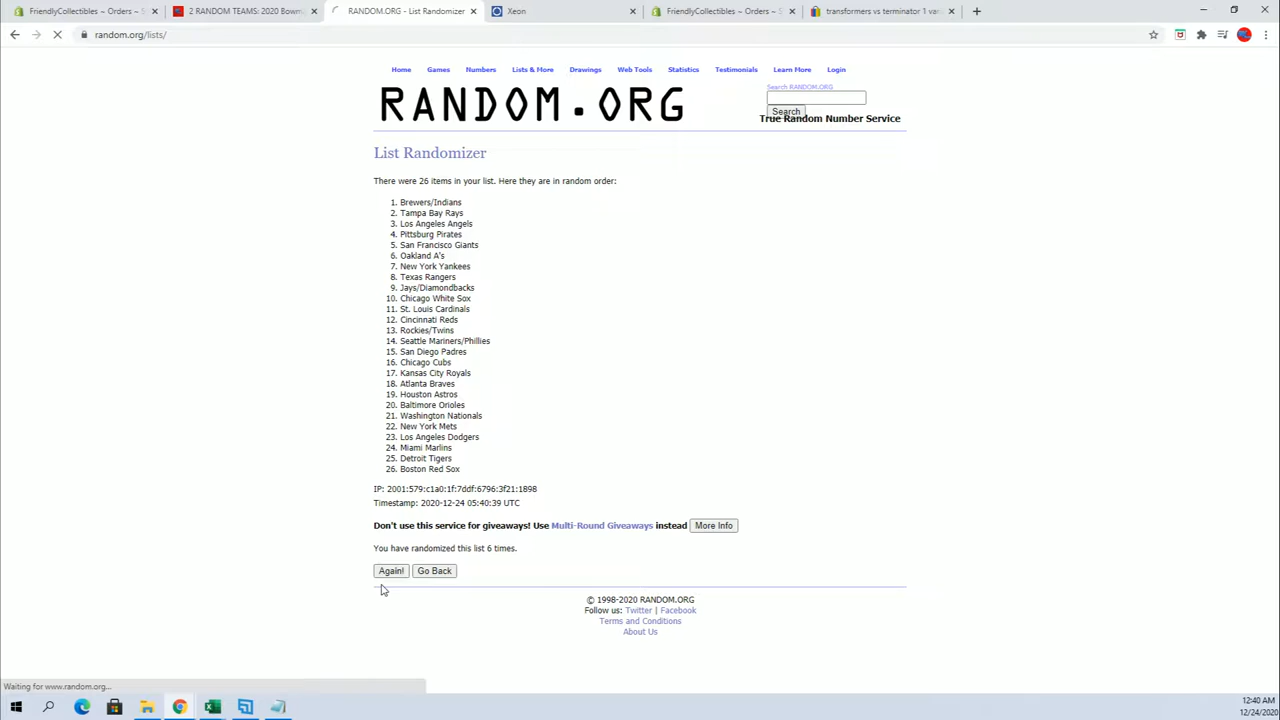 FriendlyCollectibles ~ Orders ~ S
2 RANDOM TEAMS: 2020 Bowma
RANDOM.ORG - List Randomizer
Xeon
FriendlyCollectibles ~ Orders ~ S
transformers vs terminator 1 vari
random.org/lists/
Home Games Numbers Lists & More Drawings Web Tools Statistics Testimonials Learn More Login
RANDOM.ORG
Search RANDOM.ORG
Search
True Random Number Service
List Randomizer
There were 26 items in your list. Here they are in random order:
1. Brewers/Indians
2. Tampa Bay Rays
3. Los Angeles Angels
4. Pittsburg Pirates
5. San Francisco Giants
6. Oakland A's
7. New York Yankees
8. Texas Rangers
9. Jays/Diamondbacks
10. Chicago White Sox
11. St. Louis Cardinals
12. Cincinnati Reds
13. Rockies/Twins
14. Seattle Mariners/Phillies
15. San Diego Padres
16. Chicago Cubs
17. Kansas City Royals
18. Atlanta Braves
19. Houston Astros
20. Baltimore Orioles
21. Washington Nationals
22. New York Mets
23. Los Angeles Dodgers
24. Miami Marlins
25. Detroit Tigers
26. Boston Red Sox
IP: 2001:579:c1a0:1f:7ddf:6796:3f21:1898
Timestamp: 2020-12-24 05:40:39 UTC
Don't use this service for giveaways! Use Multi-Round Giveaways instead More Info
You have randomized this list 6 times.
Again! Go Back
© 1998-2020 RANDOM.ORG
Follow us: Twitter | Facebook
Terms and Conditions
About Us
Waiting for www.random.org...
12:40 AM
12/24/2020